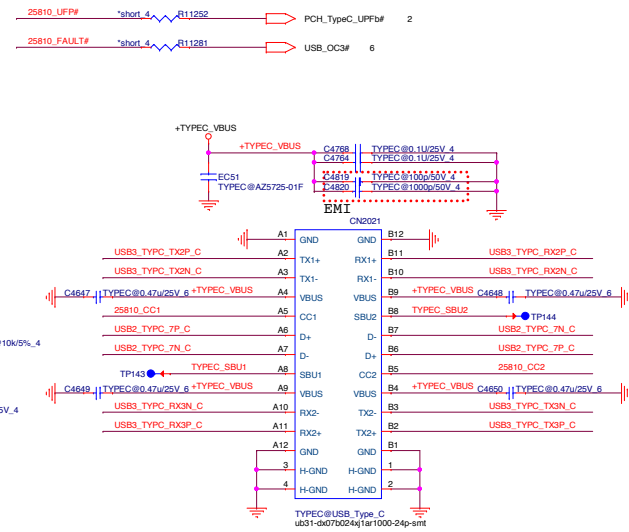 25810_UFP# *short_4 R11252 PCH_TypeC_UPFb# 2
25810_FAULT# *short_4 R11281 USB_OC3# 6
+TYPEC_VBUS
+TYPEC_VBUS C4768 TYPEC@0.1U/25V_4
C4764 TYPEC@0.1U/25V_4
EC51 C4819 TYPEC@100p/50V_4
TYPEC@AZ5725-01F C4820 TYPEC@1000p/50V_4
EMI
CN2021
A1 GND GND B12
USB3_TYPC_TX2P_C A2 TX1+ RX1+ B11 USB3_TYPC_RX2P_C
USB3_TYPC_TX2N_C A3 TX1- RX1- B10 USB3_TYPC_RX2N_C
C4647 TYPEC@0.47u/25V_6 +TYPEC_VBUS A4 VBUS VBUS B9 +TYPEC_VBUS C4648 TYPEC@0.47u/25V_6
25810_CC1 A5 CC1 SBU2 B8 TYPEC_SBU2 TP144
USB2_TYPC_7P_C A6 D+ D- B7 USB2_TYPC_7N_C
10k/5%_4
USB2_TYPC_7N_C A7 D- D+ B6 USB2_TYPC_7P_C
TP143 TYPEC_SBU1 A8 SBU1 CC2 B5 25810_CC2
C4649 TYPEC@0.47u/25V_6 +TYPEC_VBUS A9 VBUS VBUS B4 +TYPEC_VBUS C4650 TYPEC@0.47u/25V_6
5V_4
USB3_TYPC_RX3N_C A10 RX2- TX2- B3 USB3_TYPC_TX3N_C
USB3_TYPC_RX3P_C A11 RX2+ TX2+ B2 USB3_TYPC_TX3P_C
A12 GND GND B1
3 H-GND H-GND 1
4 H-GND H-GND 2
TYPEC@USB_Type_C
ub31-dx07b024xj1ar1000-24p-smt